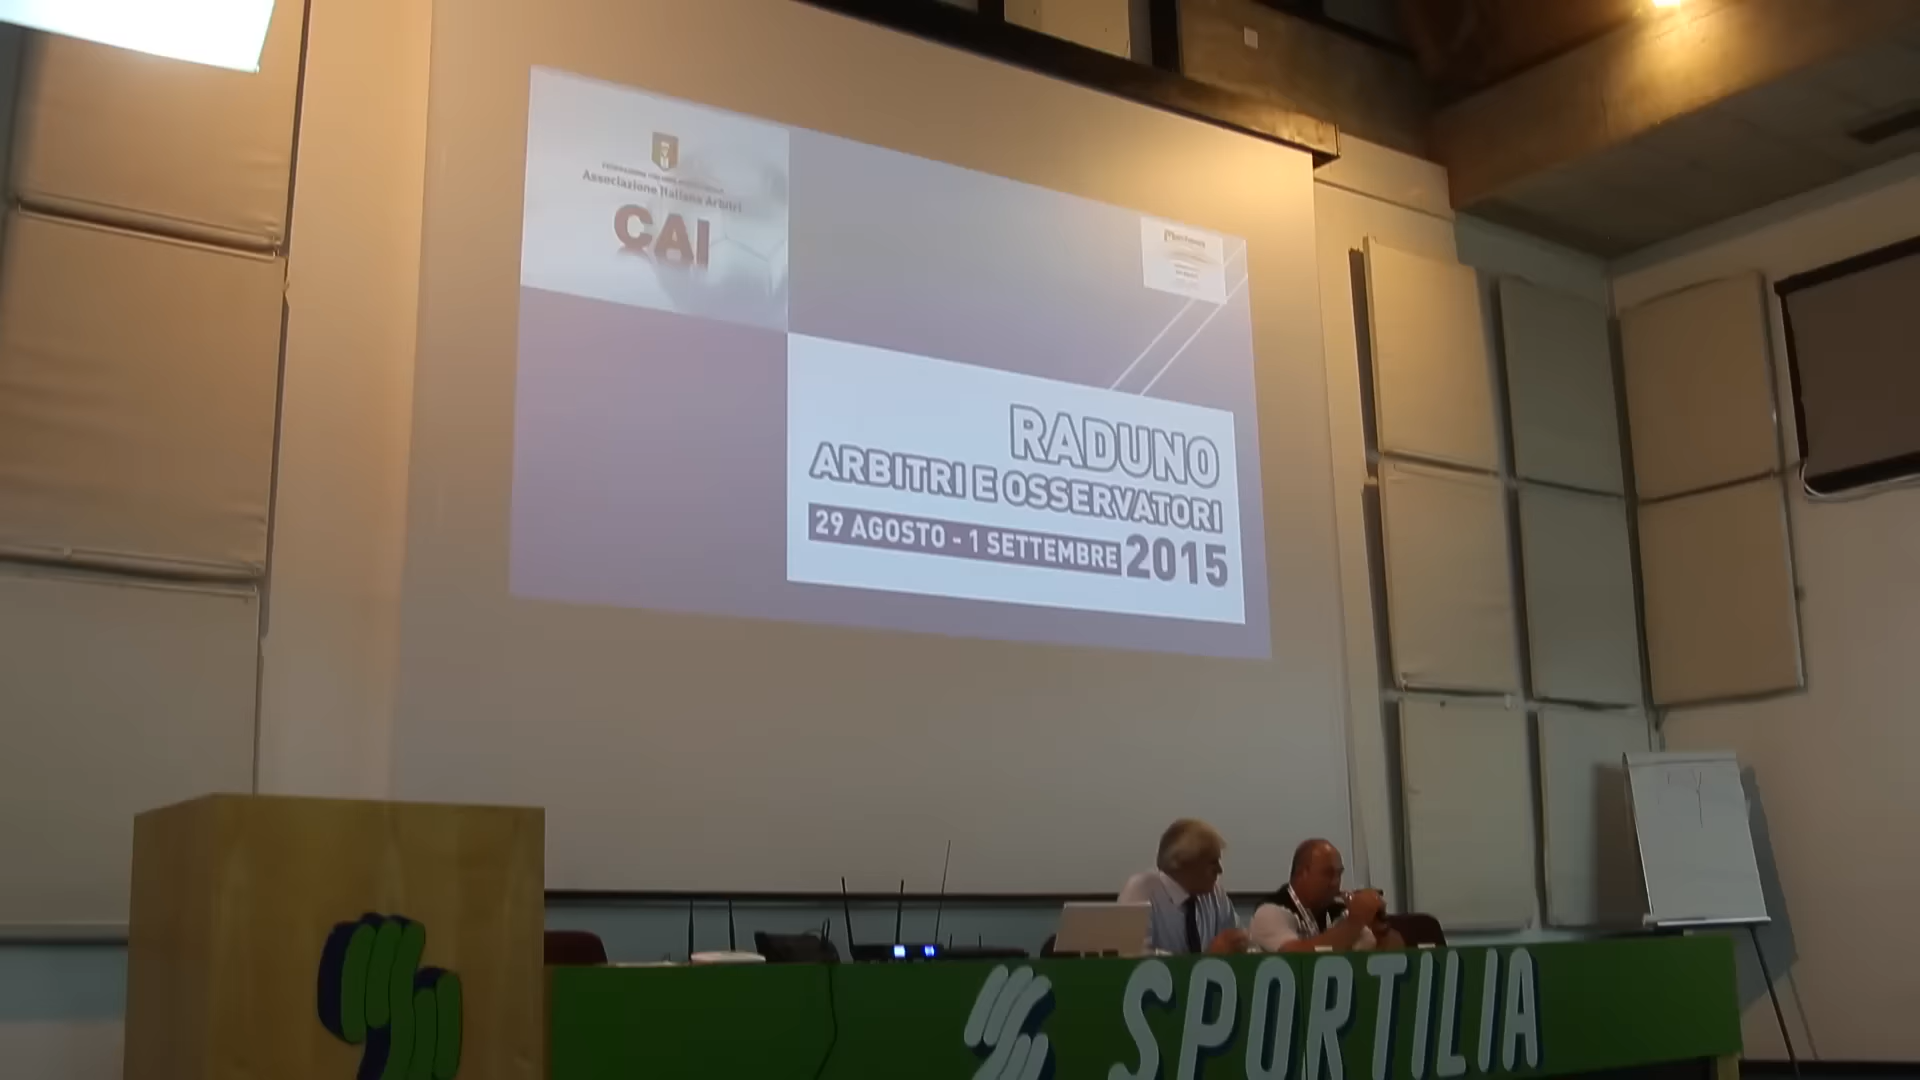 Associazione Italiana Arbitri
CAI
RADUNO
ARBITRI E OSSERVATORI
29 AGOSTO - 1 SETTEMBRE 2015
SPORTILIA